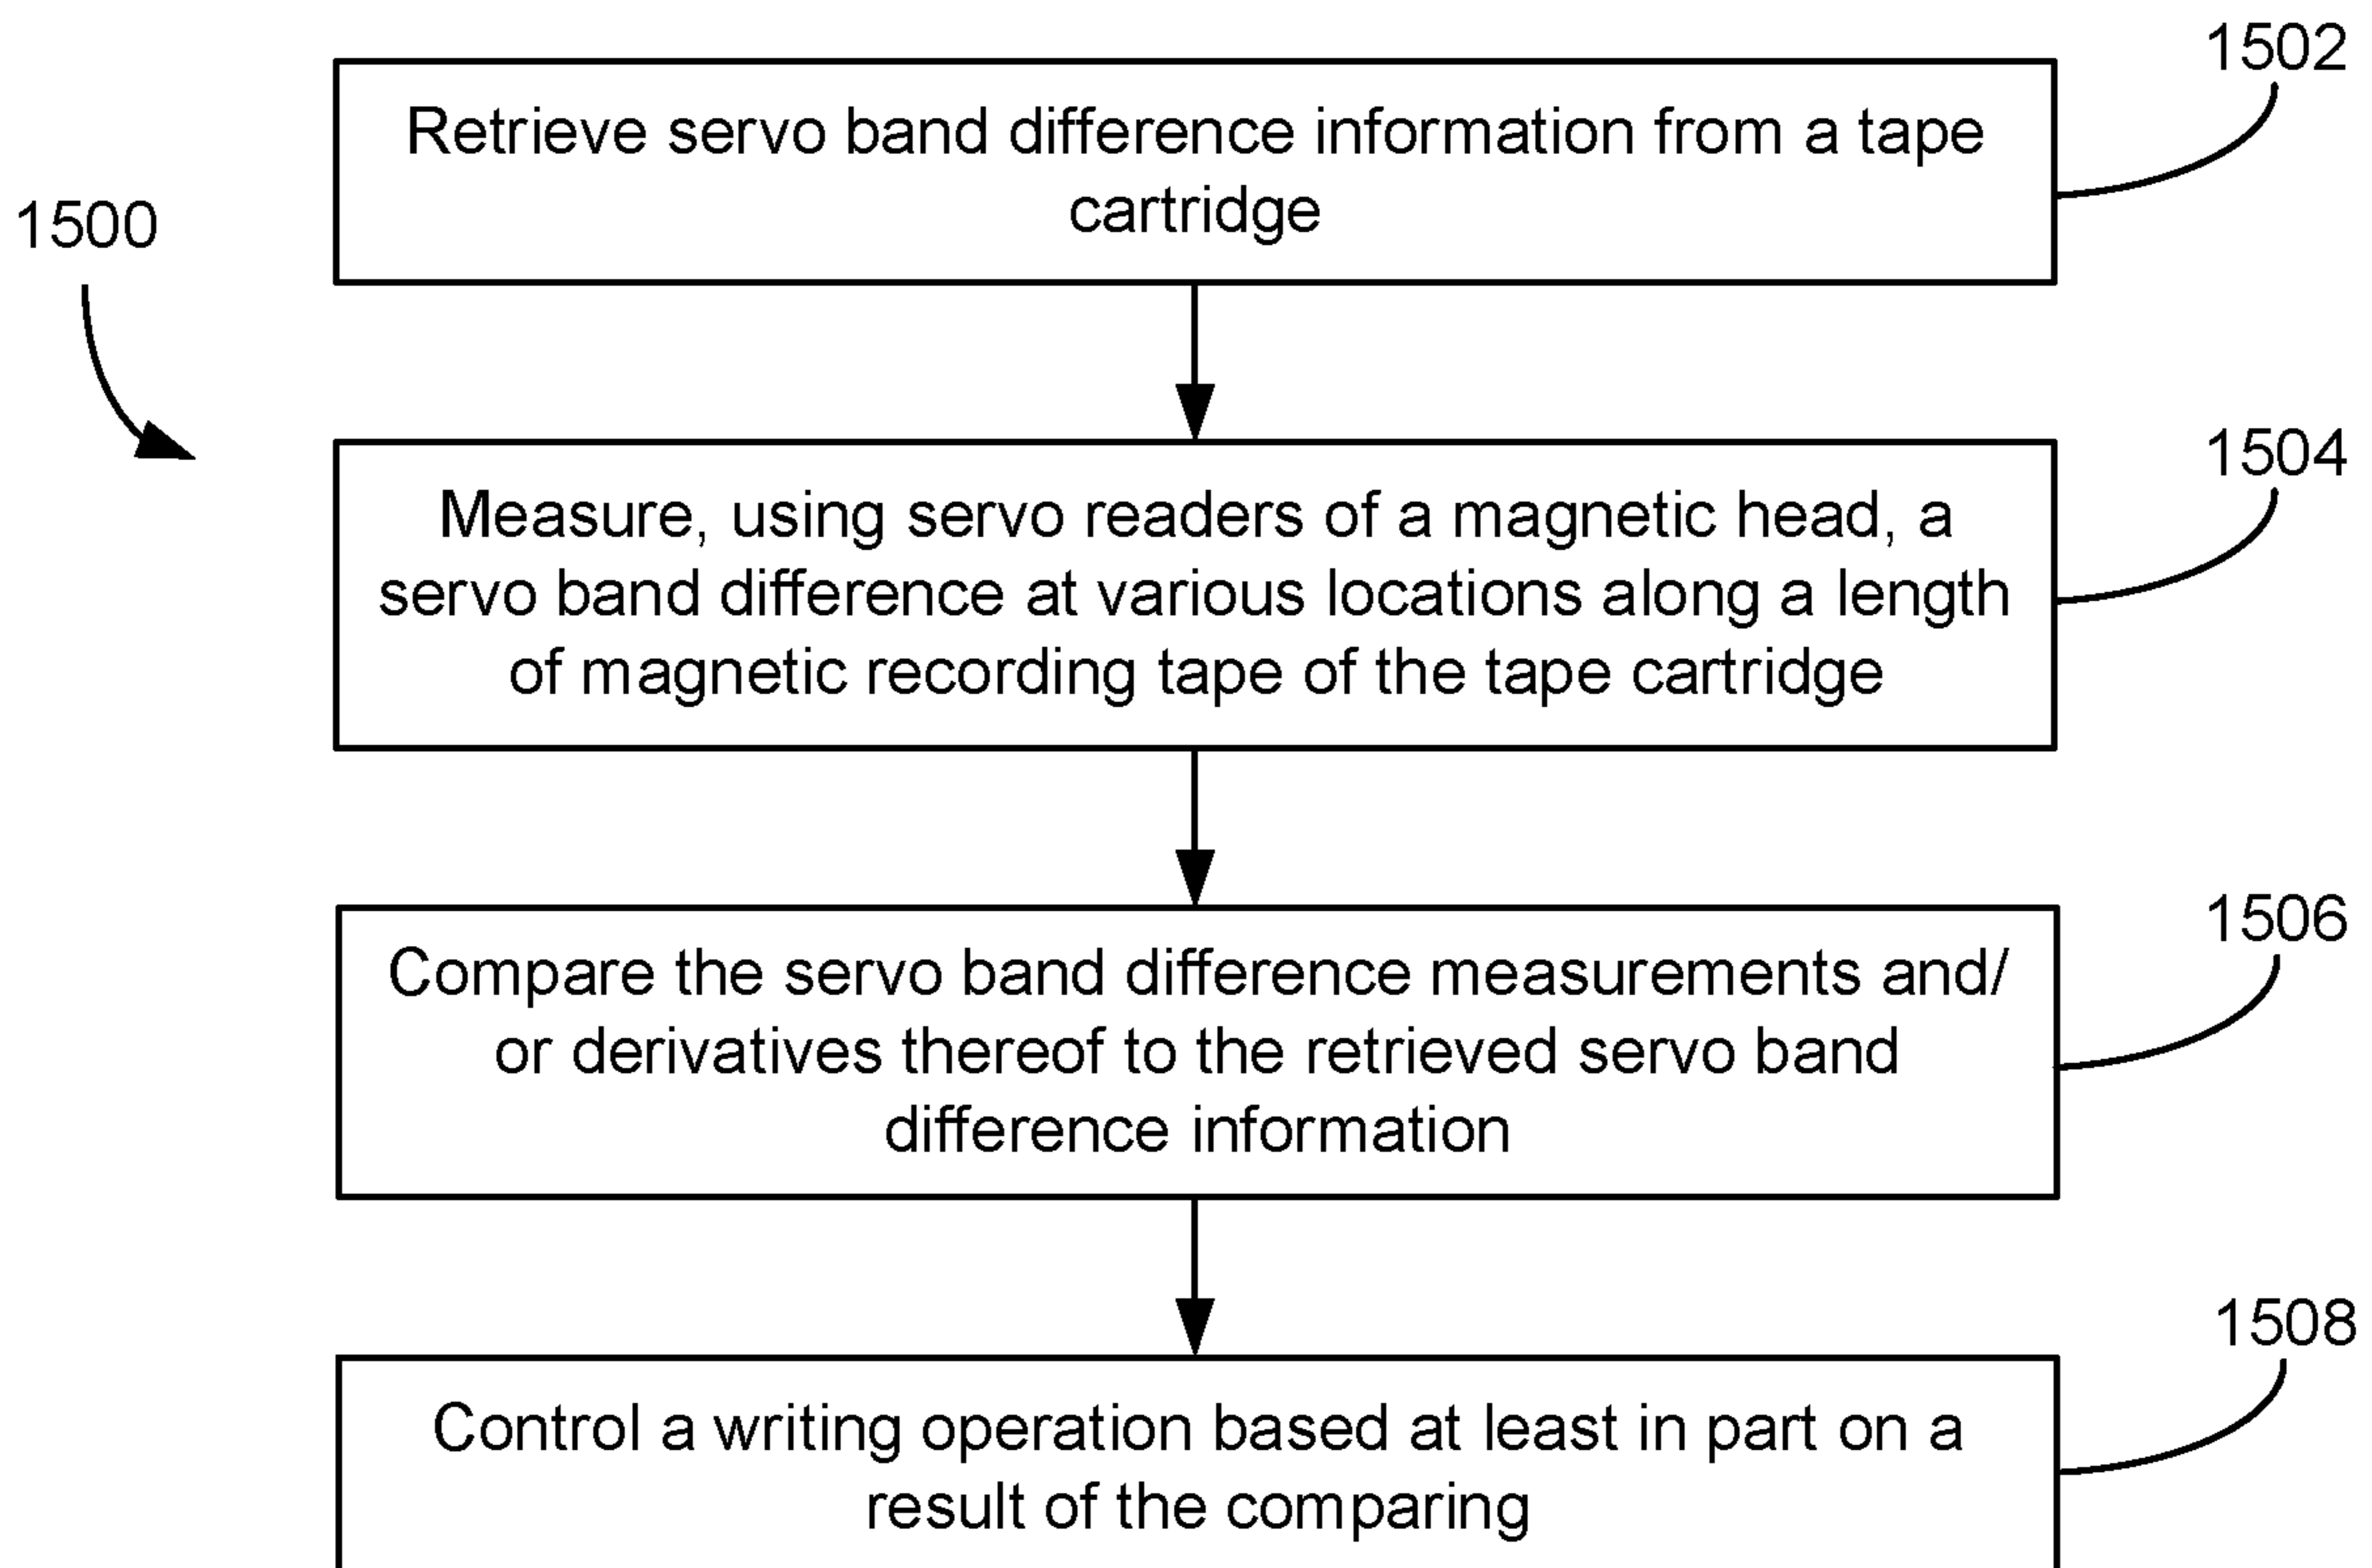 1502
Retrieve servo band difference information from a tape
cartridge
1500
1504
Measure, using servo readers of a magnetic head, a
servo band difference at various locations along a length
of magnetic recording tape of the tape cartridge
1506
Compare the servo band difference measurements and/
or derivatives thereof to the retrieved servo band
difference information
1508
Control a writing operation based at least in part on a
result of the comparing